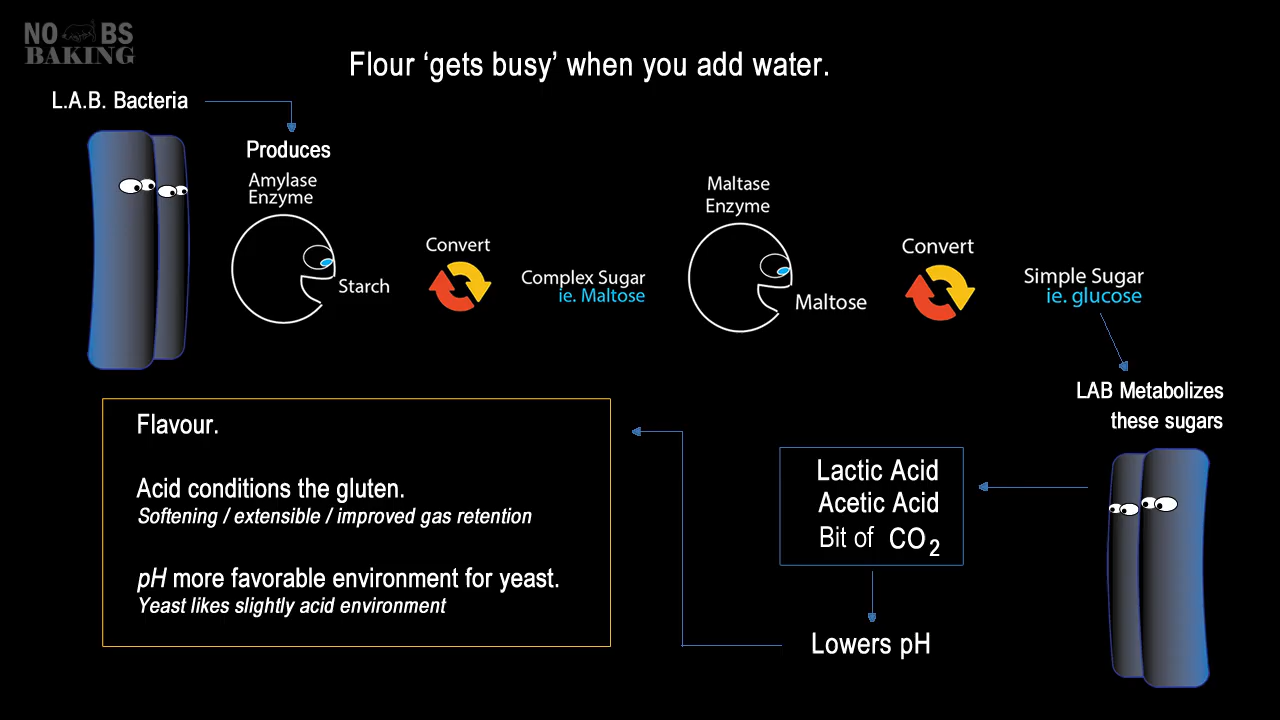 NO BS
BAKING
Flour ‘gets busy’ when you add water.
L.A.B. Bacteria
Produces
Amylase
Enzyme
Starch
Convert
Complex Sugar
ie. Maltose
Maltase
Enzyme
Maltose
Convert
Simple Sugar
ie. glucose
LAB Metabolizes
these sugars
Lactic Acid
Acetic Acid
Bit of CO2
Lowers pH
Flavour.
Acid conditions the gluten.
Softening / extensible / improved gas retention
pH more favorable environment for yeast.
Yeast likes slightly acid environment